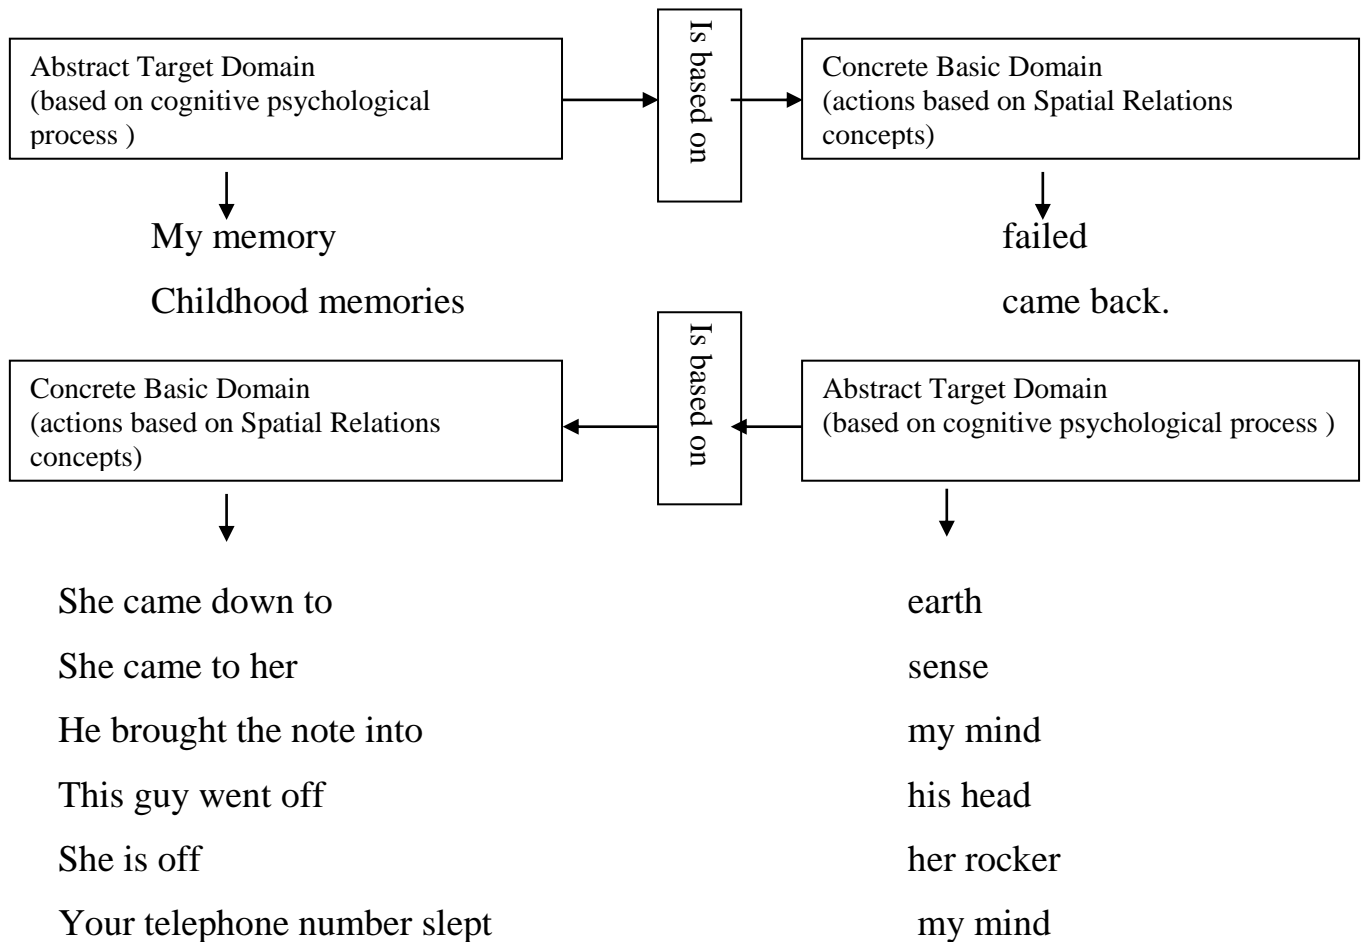 Abstract Target Domain
(based on cognitive psychological
process )
Is based on
Concrete Basic Domain
(actions based on Spatial Relations
concepts)
My memory failed
Childhood memories came back.
Concrete Basic Domain
(actions based on Spatial Relations
concepts)
Is based on
Abstract Target Domain
(based on cognitive psychological process )
She came down to earth
She came to her sense
He brought the note into my mind
This guy went off his head
She is off her rocker
Your telephone number slept my mind